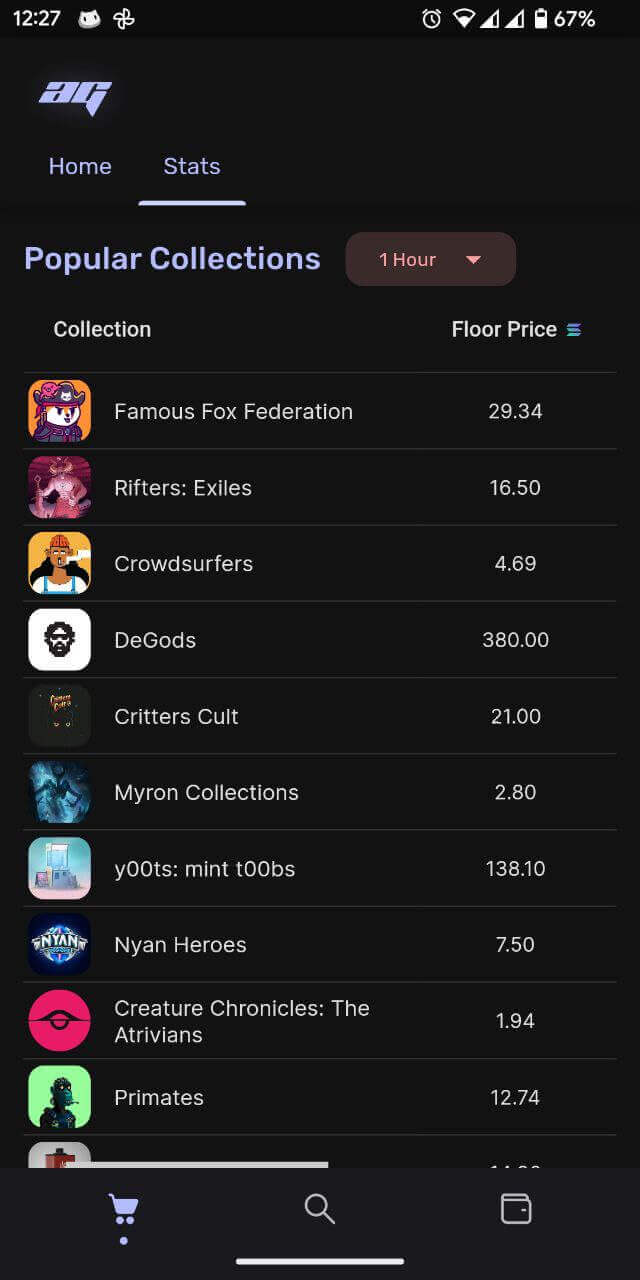 12:27
67%
ag
Home
Stats
Popular Collections
1 Hour
Collection
Floor Price
Famous Fox Federation
29.34
Rifters: Exiles
16.50
Crowdsurfers
4.69
DeGods
380.00
Critters Cult
21.00
Myron Collections
2.80
y00ts: mint t00bs
138.10
NYAN
Nyan Heroes
7.50
Creature Chronicles: The
Atrivians
1.94
Primates
12.74